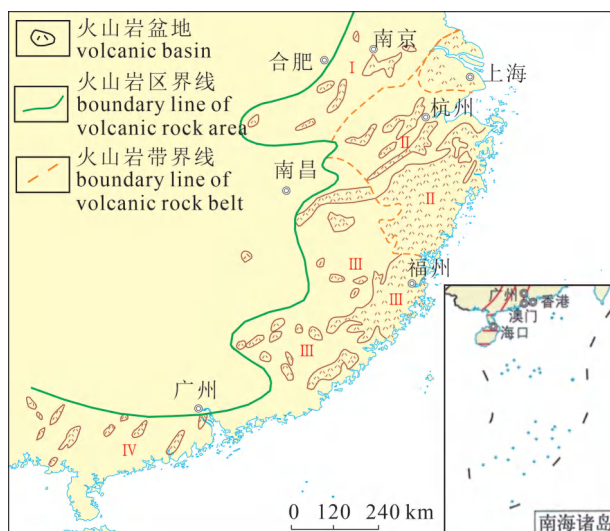 火山岩盆地
volcanic basin
火山岩区界线
boundary line of
volcanic rock area
火山岩带界线
boundary line of
volcanic rock belt
南京
合肥
I
上海
杭州
II
南昌
II
III
福州
III
III
广州
IV
0 120 240 km
广州
香港
澳门
海口
南海诸岛